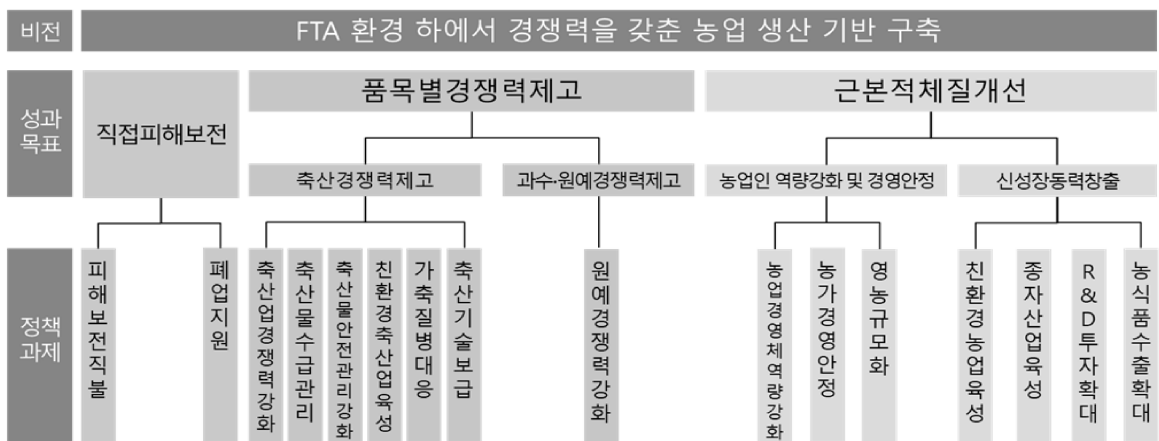 비전
FTA 환경 하에서 경쟁력을 갖춘 농업 생산 기반 구축
성과
목표
직접피해보전
품목별경쟁력제고
근본적체질개선
축산경쟁력제고
과수·원예경쟁력제고
농업인 역량강화 및 경영안정
신성장동력창출
정책
과제
피해보전직불
폐업지원
축산업경쟁력강화
축산물수급관리
축산물안전관리강화
친환경축산업육성
가축질병대응
축산기술보급
원예경쟁력강화
농업경영체역량강화
농가경영안정
영농규모화
친환경농업육성
종자산업육성
R&D투자확대
농식품수출확대